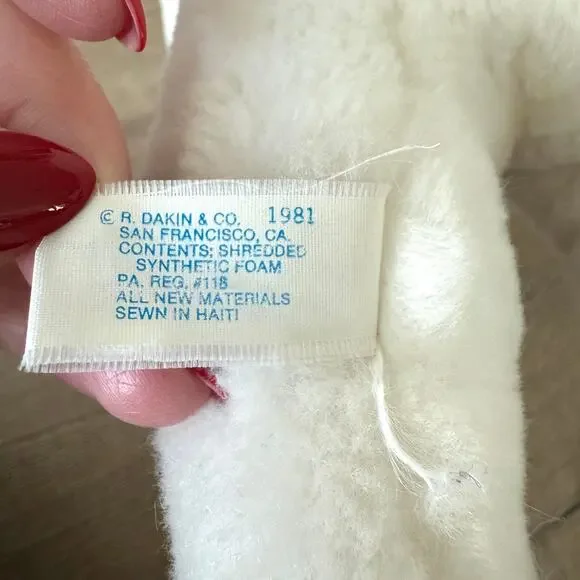 © R. DAKIN & CO. 1981
SAN FRANCISCO, CA.
CONTENTS: SHREDDED
SYNTHETIC FOAM
PA. REG. #118
ALL NEW MATERIALS
SEWN IN HAITI